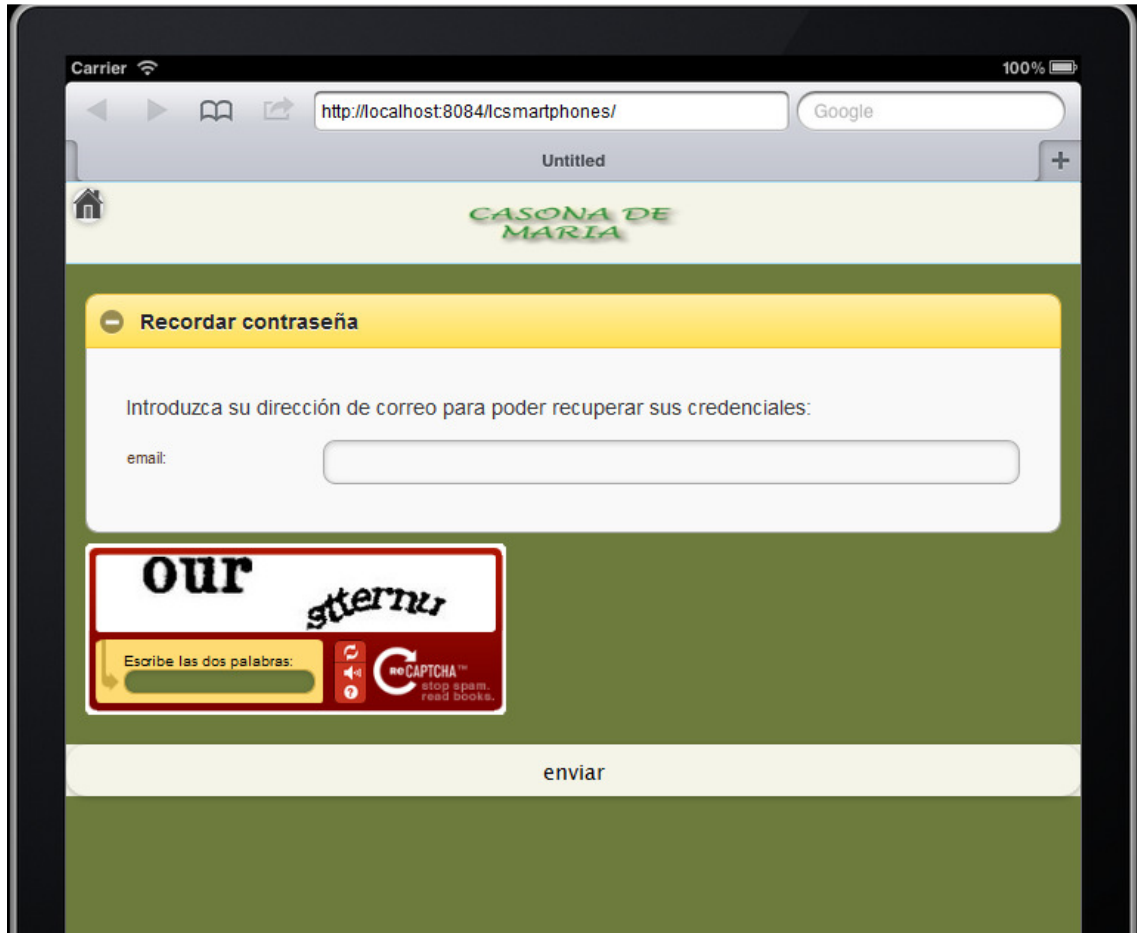 Carrier 100%
http://localhost:8084/lcsmartphones/ Google
Untitled +
CASONA DE
MARIA
Recordar contraseña
Introduzca su dirección de correo para poder recuperar sus credenciales:
email:
our stternur
Escribe las dos palabras:
reCAPTCHA™
stop spam.
read books.
enviar